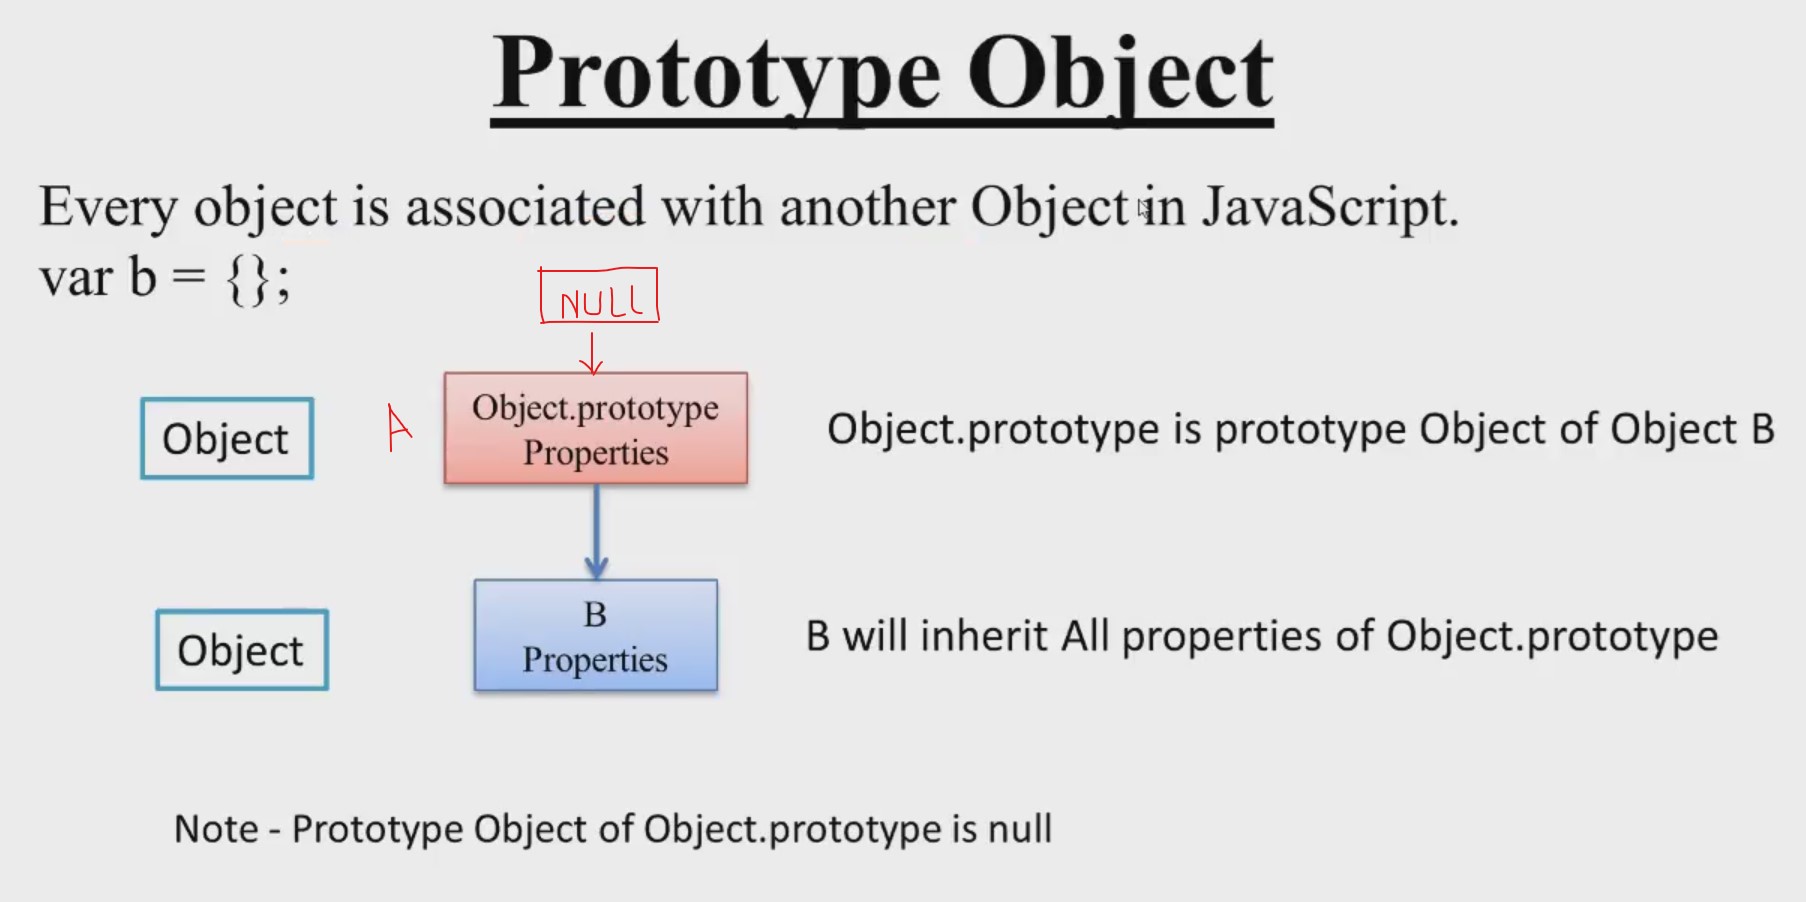 Prototype Object
Every object is associated with another Object in JavaScript.
var b = {};
NULL
Object
A
Object.prototype
Properties
Object.prototype is prototype Object of Object B
Object
B
Properties
B will inherit All properties of Object.prototype
Note - Prototype Object of Object.prototype is null